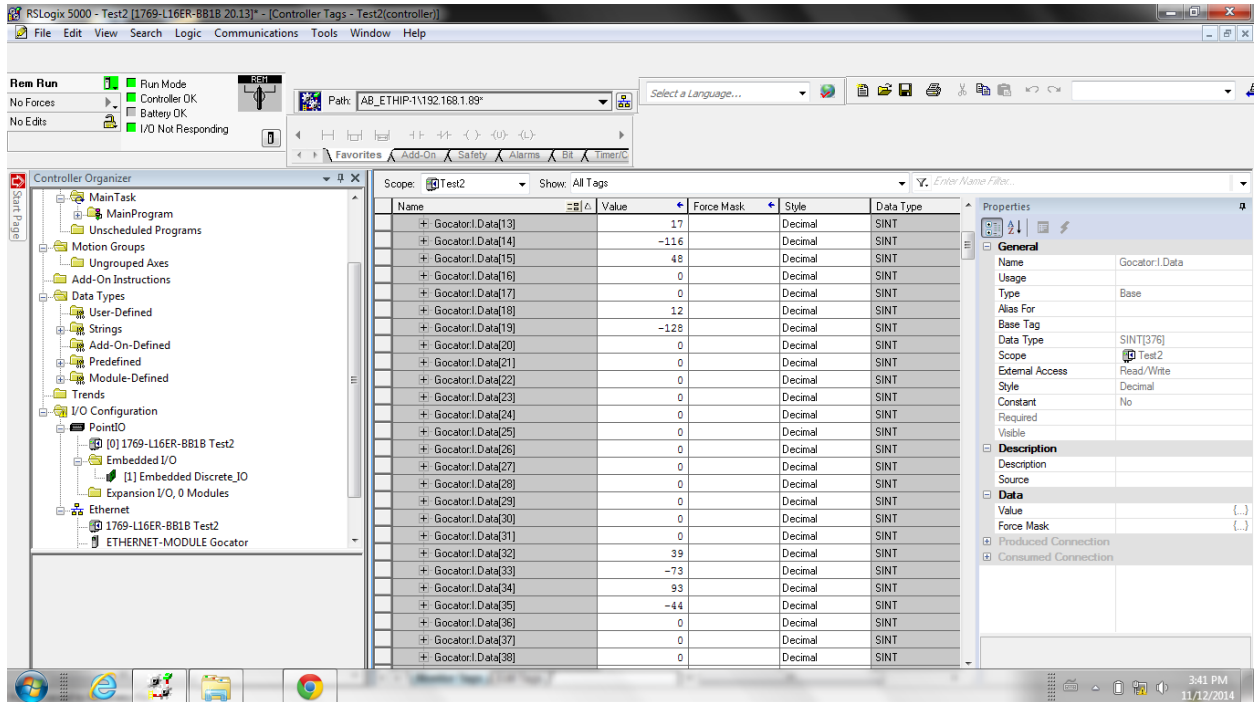 RSLogix 5000 - Test2 [1769-L16ER-BB1B 20.13]* - [Controller Tags - Test2(controller)]
File Edit View Search Logic Communications Tools Window Help
Rem Run
Run Mode
REM
No Forces
Controller OK
Battery OK
No Edits
I/O Not Responding
Path: AB_ETHIP-1\192.168.1.89*
Select a Language...
Favorites Add-On Safety Alarms Bit Timer/C
Start Page
Controller Organizer
MainTask
MainProgram
Unscheduled Programs
Motion Groups
Ungrouped Axes
Add-On Instructions
Data Types
User-Defined
Strings
Add-On-Defined
Predefined
Module-Defined
Trends
I/O Configuration
PointIO
[0] 1769-L16ER-BB1B Test2
Embedded I/O
[1] Embedded Discrete_IO
Expansion I/O, 0 Modules
Ethernet
1769-L16ER-BB1B Test2
ETHERNET-MODULE Gocator
Scope: Test2 Show: All Tags
Enter Name Filter...
Name Value Force Mask Style Data Type
Gocator:I.Data[13] 17 Decimal SINT
Gocator:I.Data[14] -116 Decimal SINT
Gocator:I.Data[15] 48 Decimal SINT
Gocator:I.Data[16] 0 Decimal SINT
Gocator:I.Data[17] 0 Decimal SINT
Gocator:I.Data[18] 12 Decimal SINT
Gocator:I.Data[19] -128 Decimal SINT
Gocator:I.Data[20] 0 Decimal SINT
Gocator:I.Data[21] 0 Decimal SINT
Gocator:I.Data[22] 0 Decimal SINT
Gocator:I.Data[23] 0 Decimal SINT
Gocator:I.Data[24] 0 Decimal SINT
Gocator:I.Data[25] 0 Decimal SINT
Gocator:I.Data[26] 0 Decimal SINT
Gocator:I.Data[27] 0 Decimal SINT
Gocator:I.Data[28] 0 Decimal SINT
Gocator:I.Data[29] 0 Decimal SINT
Gocator:I.Data[30] 0 Decimal SINT
Gocator:I.Data[31] 0 Decimal SINT
Gocator:I.Data[32] 39 Decimal SINT
Gocator:I.Data[33] -73 Decimal SINT
Gocator:I.Data[34] 93 Decimal SINT
Gocator:I.Data[35] -44 Decimal SINT
Gocator:I.Data[36] 0 Decimal SINT
Gocator:I.Data[37] 0 Decimal SINT
Gocator:I.Data[38] 0 Decimal SINT
Properties
General
Name Gocator:I.Data
Usage
Type Base
Alias For
Base Tag
Data Type SINT[376]
Scope Test2
External Access Read/Write
Style Decimal
Constant No
Required
Visible
Description
Description
Source
Data
Value {...}
Force Mask {...}
Produced Connection
Consumed Connection
3:41 PM
11/12/2014